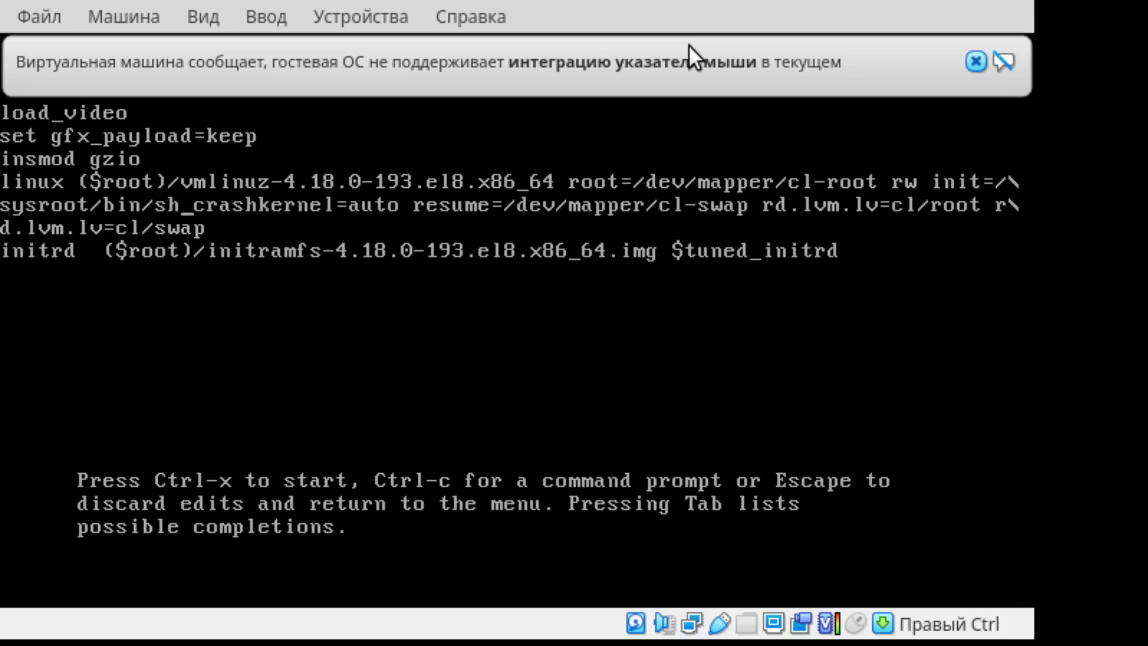 Файл Машина Вид Ввод Устройства Справка
Виртуальная машина сообщает, гостевая ОС не поддерживает интеграцию указателя мыши в текущем
load_video
set gfx_payload=keep
insmod gzio
linux ($root)/vmlinuz-4.18.0-193.el8.x86_64 root=/dev/mapper/cl-root rw init=/\
sysroot/bin/sh_crashkernel=auto resume=/dev/mapper/cl-swap rd.lvm.lv=cl/root r\
d.lvm.lv=cl/swap
initrd  ($root)/initramfs-4.18.0-193.el8.x86_64.img $tuned_initrd
Press Ctrl-x to start, Ctrl-c for a command prompt or Escape to
discard edits and return to the menu. Pressing Tab lists
possible completions.
Правый Ctrl